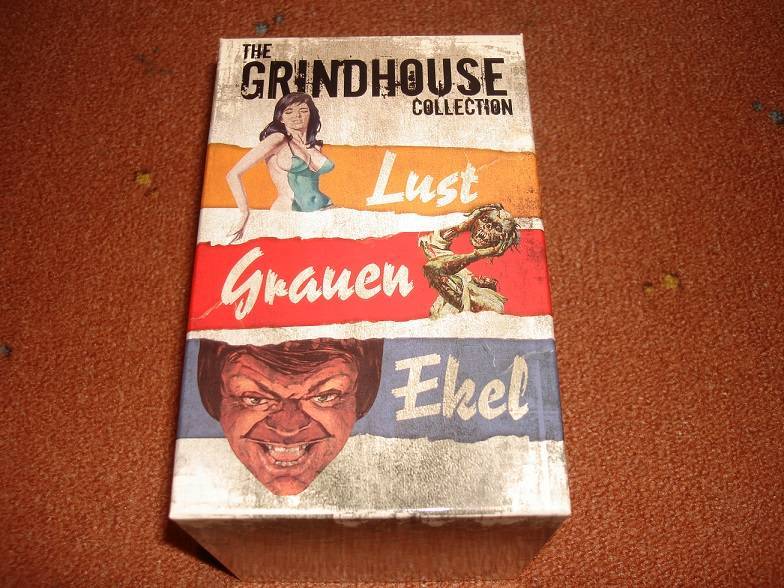 THE
GRINDHOUSE
COLLECTION
Lust
Grauen
Ekel